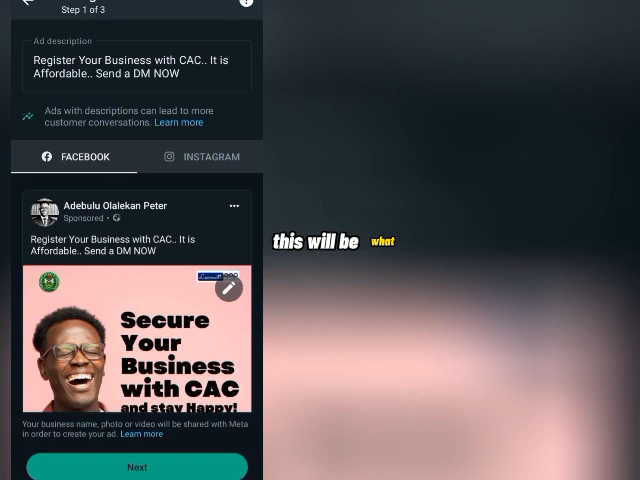 Step 1 of 3
Ad description
Register Your Business with CAC.. It is
Affordable.. Send a DM NOW
Ads with descriptions can lead to more
customer conversations. Learn more
FACEBOOK
INSTAGRAM
Adebulu Olalekan Peter
Sponsored •
Register Your Business with CAC.. It is
Affordable.. Send a DM NOW
Secure
Your
Business
with CAC
and stay Happy!
this will be what
Your business name, photo or video will be shared with Meta
in order to create your ad. Learn more
Next